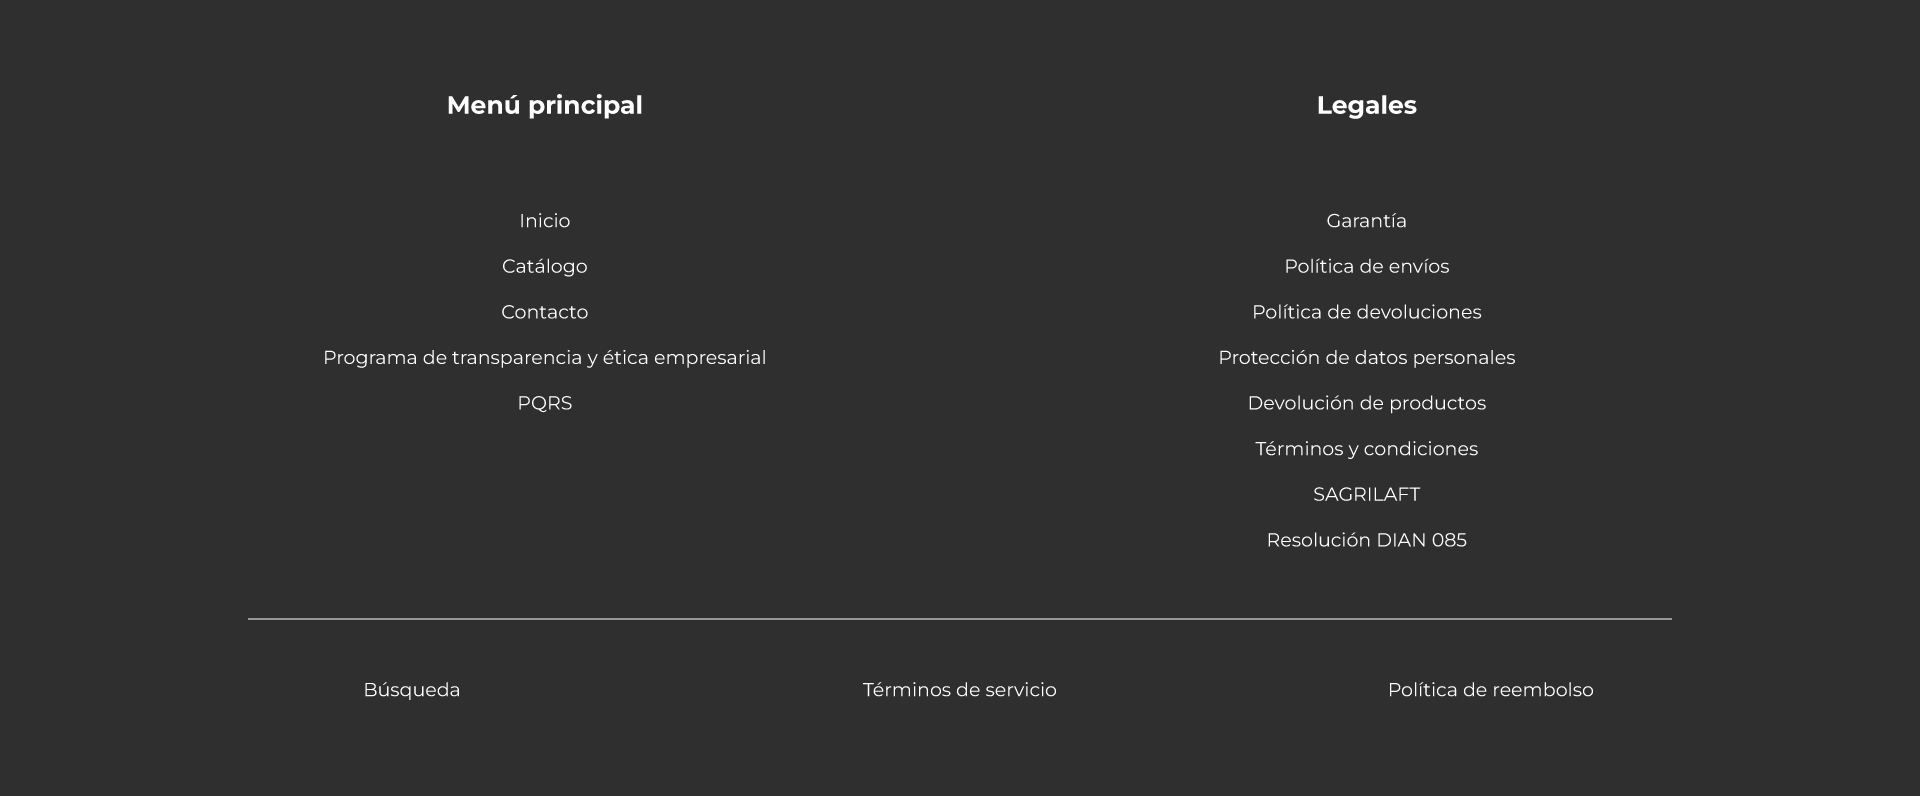 Menú principal
Inicio
Catálogo
Contacto
Programa de transparencia y ética empresarial
PQRS
Legales
Garantía
Política de envíos
Política de devoluciones
Protección de datos personales
Devolución de productos
Términos y condiciones
SAGRILAFT
Resolución DIAN 085
Búsqueda
Términos de servicio
Política de reembolso